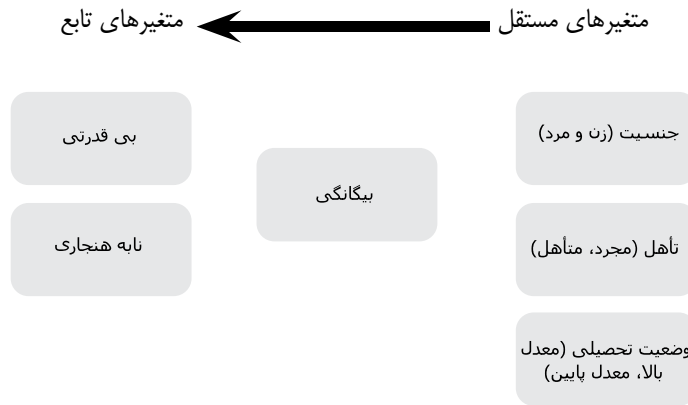 متغیرهای مستقل
متغیرهای تابع
جنسیت (زن و مرد)
تأهل (مجرد، متأهل)
وضعیت تحصیلی (معدل
بالا، معدل پایین)
بیگانگی
بی قدرتی
نابه هنجاری